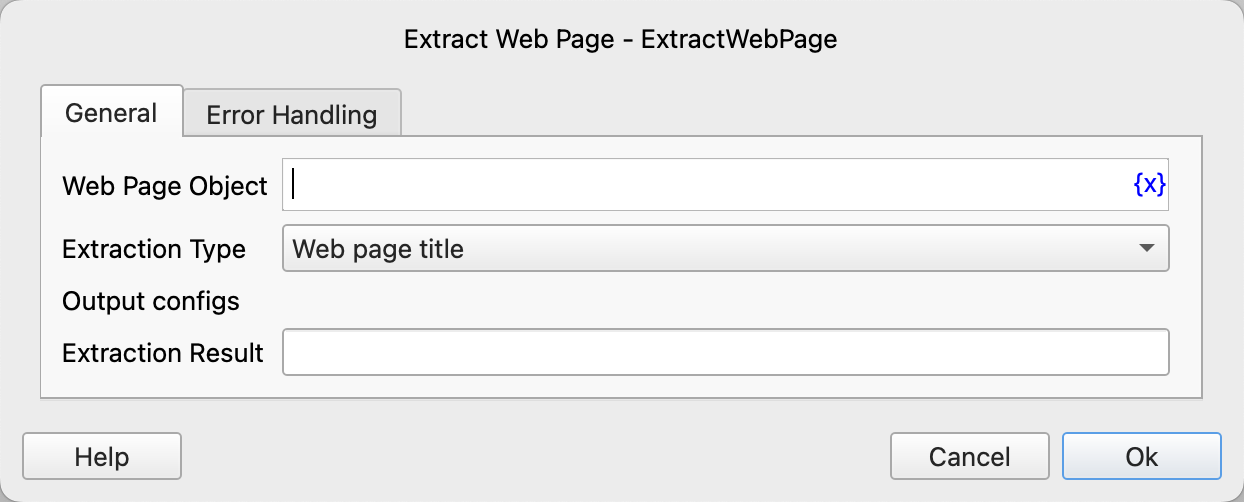 Extract Web Page - ExtractWebPage
General
Error Handling
Web Page Object
{x}
Extraction Type
Web page title
Output configs
Extraction Result
Help
Cancel
Ok